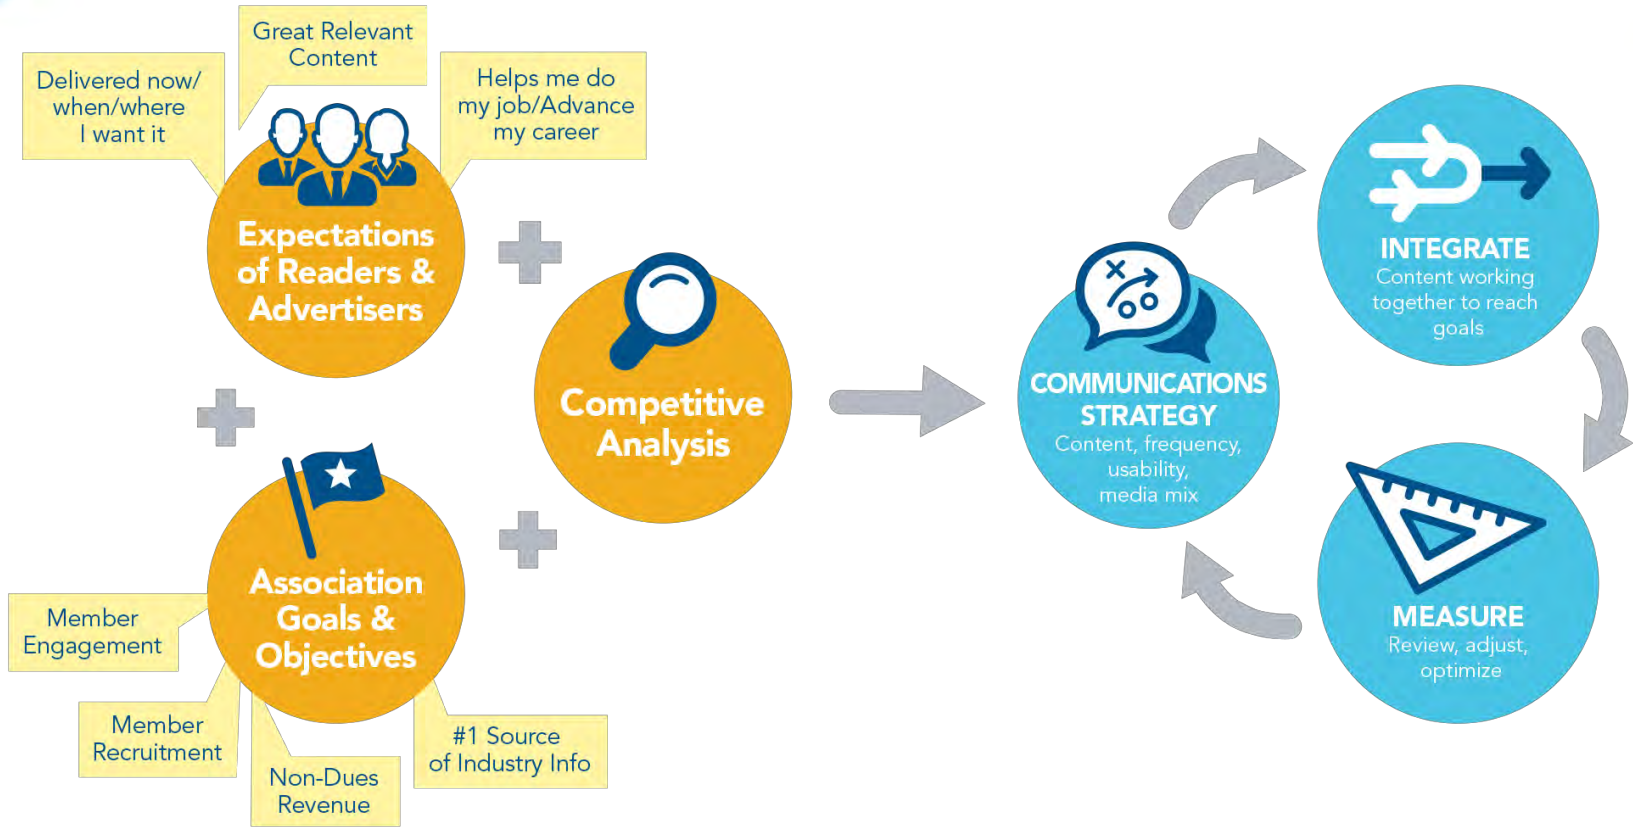 Great Relevant
Content
Delivered now/
when/where
I want it
Helps me do
my job/Advance
my career
Expectations
of Readers &
Advertisers
Competitive
Analysis
Association
Goals &
Objectives
Member
Engagement
Member
Recruitment
Non-Dues
Revenue
#1 Source
of Industry Info
COMMUNICATIONS
STRATEGY
Content, frequency,
usability,
media mix
INTEGRATE
Content working
together to reach
goals
MEASURE
Review, adjust,
optimize